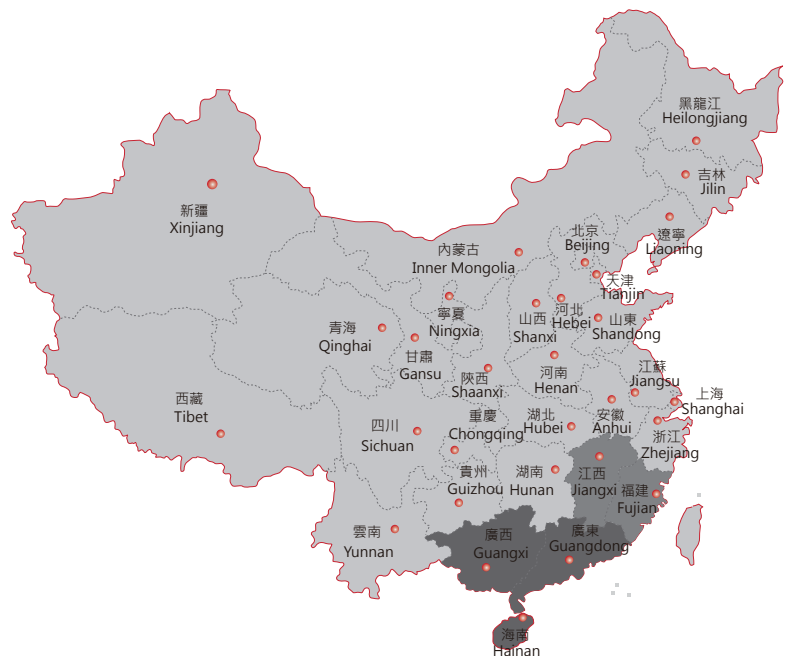 黑龍江
Heilongjiang
吉林
Jilin
新疆
Xinjiang
北京
Beijing
遼寧
Liaoning
內蒙古
Inner Mongolia
天津
Tianjin
寧夏
Ningxia
山西
Shanxi
河北
Hebei
山東
Shandong
青海
Qinghai
甘肅
Gansu
陝西
Shaanxi
河南
Henan
江蘇
Jiangsu
上海
Shanghai
西藏
Tibet
四川
Sichuan
重慶
Chongqing
湖北
Hubei
安徽
Anhui
浙江
Zhejiang
貴州
Guizhou
湖南
Hunan
江西
Jiangxi
福建
Fujian
雲南
Yunnan
廣西
Guangxi
廣東
Guangdong
海南
Hainan